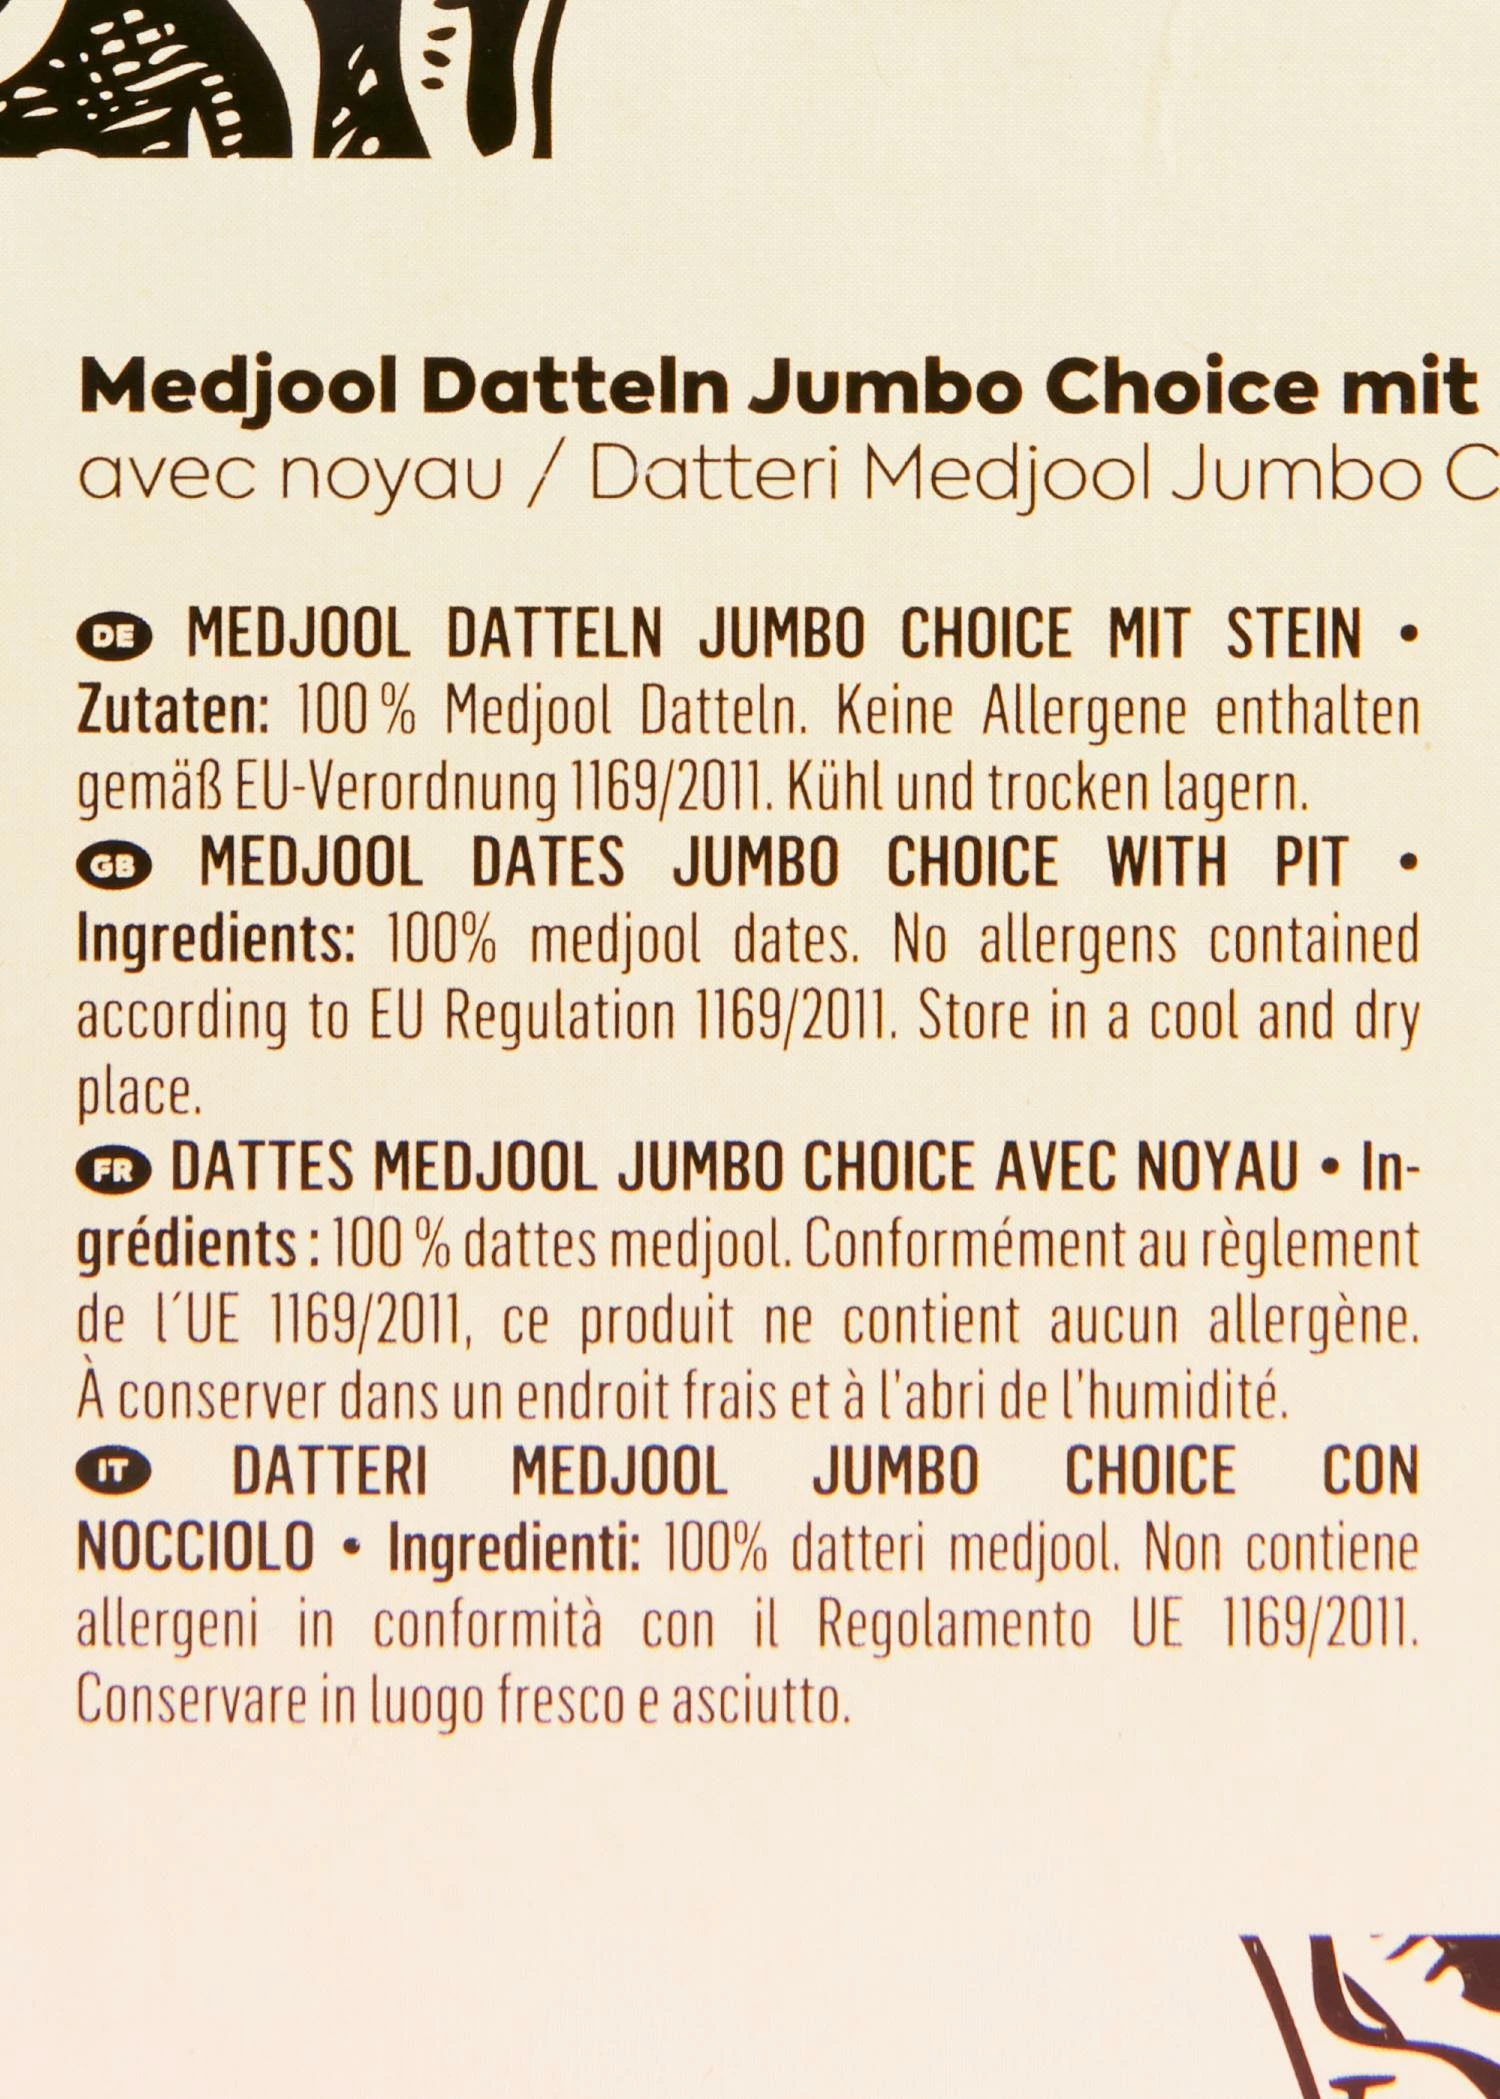 Medjool Datteln Jumbo Choice mit
avec noyau / Datteri Medjool Jumbo C
DE MEDJOOL DATTELN JUMBO CHOICE MIT STEIN •
Zutaten: 100 % Medjool Datteln. Keine Allergene enthalten
gemäß EU-Verordnung 1169/2011. Kühl und trocken lagern.
GB MEDJOOL DATES JUMBO CHOICE WITH PIT •
Ingredients: 100% medjool dates. No allergens contained
according to EU Regulation 1169/2011. Store in a cool and dry
place.
FR DATTES MEDJOOL JUMBO CHOICE AVEC NOYAU • In-
grédients : 100 % dattes medjool. Conformément au règlement
de l´UE 1169/2011, ce produit ne contient aucun allergène.
À conserver dans un endroit frais et à l'abri de l'humidité.
IT DATTERI MEDJOOL JUMBO CHOICE CON
NOCCIOLO • Ingredienti: 100% datteri medjool. Non contiene
allergeni in conformità con il Regolamento UE 1169/2011.
Conservare in luogo fresco e asciutto.